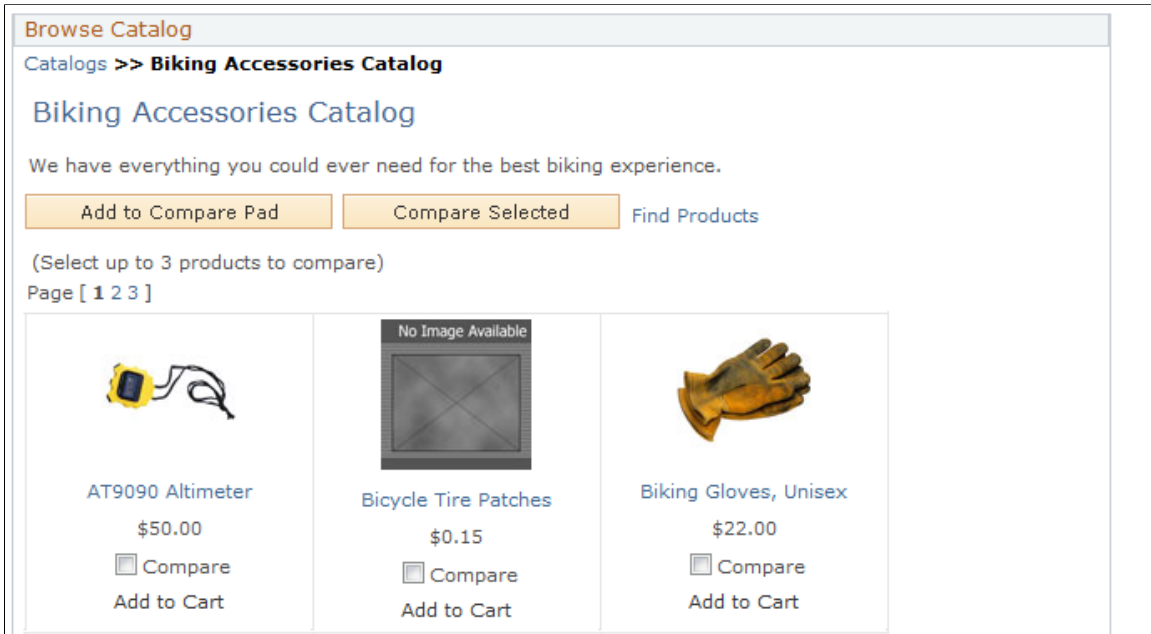 Browse Catalog
Catalogs >> Biking Accessories Catalog
Biking Accessories Catalog
We have everything you could ever need for the best biking experience.
Add to Compare Pad Compare Selected Find Products
(Select up to 3 products to compare)
Page [ 1 2 3 ]
No Image Available
AT9090 Altimeter Bicycle Tire Patches Biking Gloves, Unisex
$50.00 $0.15 $22.00
Compare Compare Compare
Add to Cart Add to Cart Add to Cart